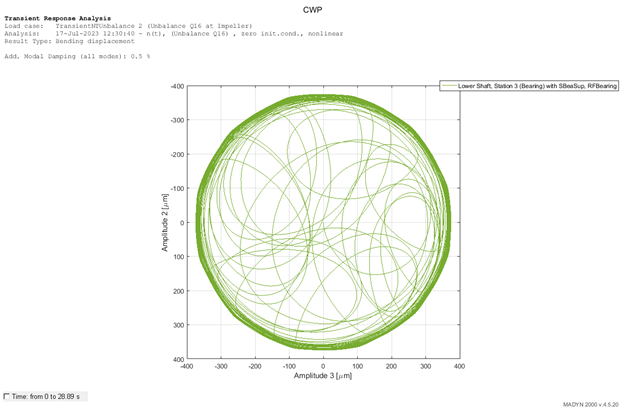 CWP
Transient Response Analysis
Load case: TransientNTUnbalance 2 (Unbalance Q16 at Impeller)
Analysis: 17-Jul-2023 12:30:40 - n(t), (Unbalance Q16) , zero init.cond., nonlinear
Result Type: Bending displacement
Add. Modal Damping (all modes): 0.5 %
Lower Shaft, Station 3 (Bearing) with SBeaSup, RFBearing
-400
-300
-200
-100
0
100
200
300
400
Amplitude 2 [μm]
-400 -300 -200 -100 0 100 200 300 400
Amplitude 3 [μm]
Time: from 0 to 28.89 s
MADYN 2000 v.4.5.20